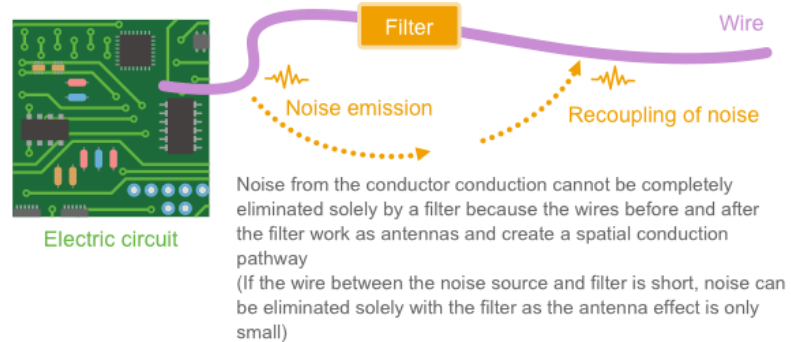 Filter
Wire
Noise emission
Recoupling of noise
Electric circuit
Noise from the conductor conduction cannot be completely
eliminated solely by a filter because the wires before and after
the filter work as antennas and create a spatial conduction
pathway
(If the wire between the noise source and filter is short, noise can
be eliminated solely with the filter as the antenna effect is only
small)